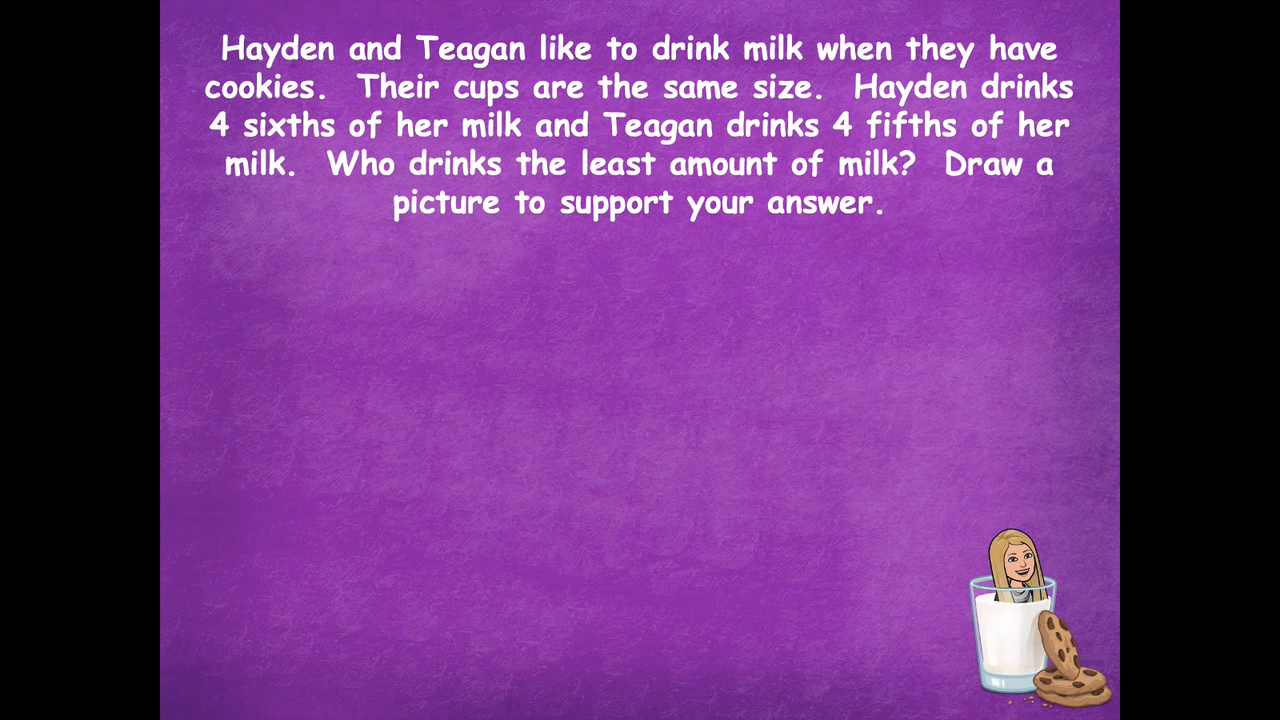 Hayden and Teagan like to drink milk when they have
cookies.  Their cups are the same size.  Hayden drinks
4 sixths of her milk and Teagan drinks 4 fifths of her
milk.  Who drinks the least amount of milk?  Draw a
picture to support your answer.